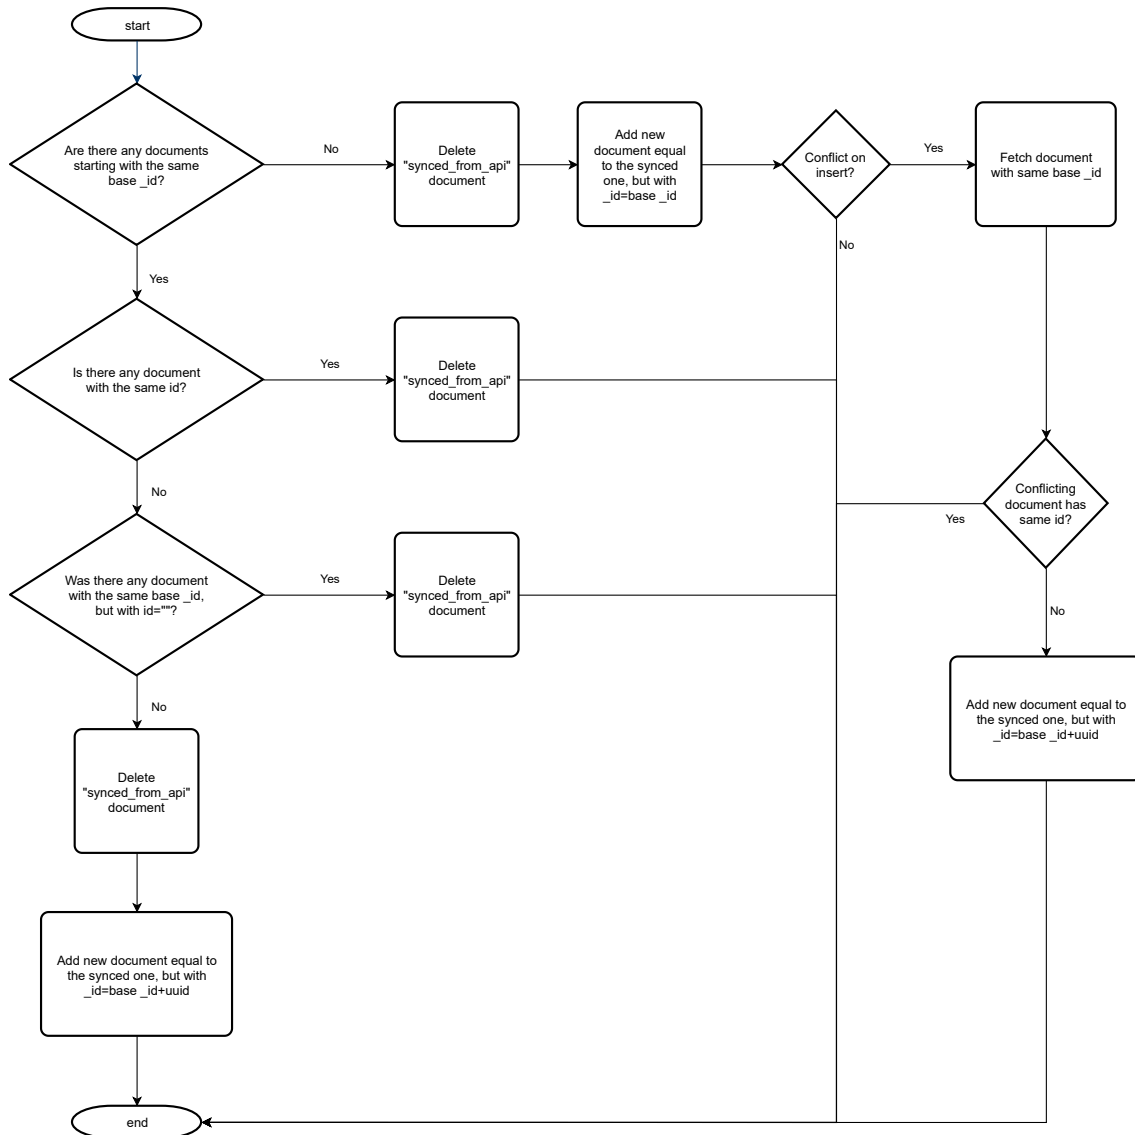 start
Are there any documents
starting with the same
base _id?
No
Delete
"synced_from_api"
document
Add new
document equal
to the synced
one, but with
_id=base _id
Conflict on
insert?
Yes
Fetch document
with same base _id
No
Yes
Is there any document
with the same id?
Yes
Delete
"synced_from_api"
document
No
Conflicting
document has
same id?
Yes
Was there any document
with the same base _id,
but with id=""?
Yes
Delete
"synced_from_api"
document
No
No
Add new document equal to
the synced one, but with
_id=base _id+uuid
Delete
"synced_from_api"
document
Add new document equal to
the synced one, but with
_id=base _id+uuid
end